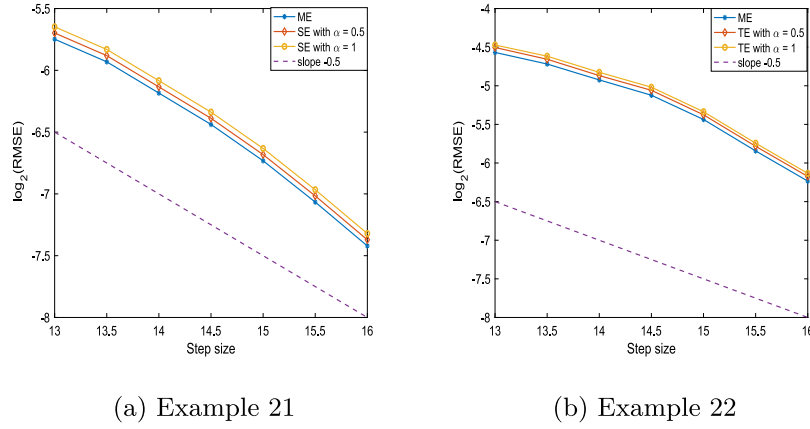 -5.5
-6
-6.5
-7
-7.5
-8
log2(RMSE)
13
13.5
14
14.5
15
15.5
16
Step size
ME
SE with α = 0.5
SE with α = 1
slope -0.5
(a) Example 21
-4
-4.5
-5
-5.5
-6
-6.5
-7
-7.5
-8
log2(RMSE)
13
13.5
14
14.5
15
15.5
16
Step size
ME
TE with α = 0.5
TE with α = 1
slope -0.5
(b) Example 22